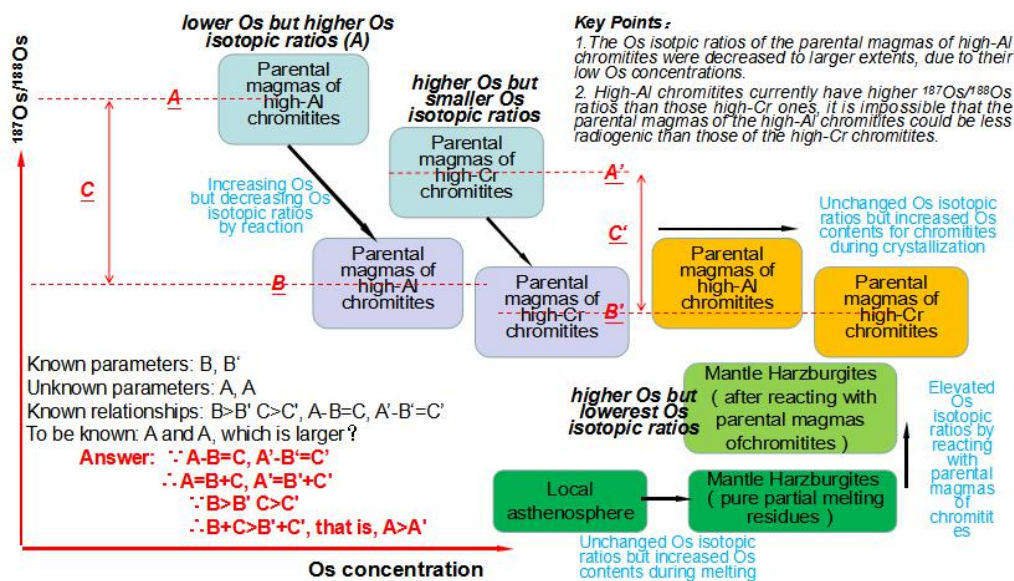 lower Os but higher Os
isotopic ratios (A)
Key Points：
1.The Os isotpic ratios of the parental magmas of high-Al
chromitites were decreased to larger extents, due to their
low Os concentrations.
2. High-Al chromitites currently have higher ¹⁸⁷Os/¹⁸⁸Os
ratios than those high-Cr ones, it is impossible that the
parental magmas of the high-Al chromitites could be less
radiogenic than those of the high-Cr chromitites.
¹⁸⁷Os/¹⁸⁸Os
A
Parental
magmas of
high-Al
chromitites
higher Os but
smaller Os
isotopic ratios
Parental
magmas of
high-Cr
chromitites
A'
C
Increasing Os
but decreasing Os
isotopic ratios
by reaction
C'
Unchanged Os isotopic
ratios but increased Os
contents for chromitites
during crystallization
B
Parental
magmas of
high-Al
chromitites
Parental
magmas of
high-Cr
chromitites
B'
Parental
magmas of
high-Al
chromitites
Parental
magmas of
high-Cr
chromitites
Known parameters: B, B‘
Unknown parameters: A, A
Known relationships: B>B' C>C', A-B=C, A’-B‘=C’
To be known: A and A, which is larger？
Answer: ∵A-B=C, A’-B‘=C’
∴A=B+C, A'=B'+C'
∵B>B' C>C'
∴B+C>B'+C', that is, A>A'
higher Os but
lowerest Os
isotopic ratios
Mantle Harzburgites
( after reacting with
parental magmas
ofchromitites )
Elevated
Os
isotopic
ratios by
reacting
with
parental
magmas
of
chromitit
es
Local
asthenosphere
Mantle Harzburgites
( pure partial melting
residues )
Unchanged Os isotopic
ratios but increased Os
contents during melting
Os concentration